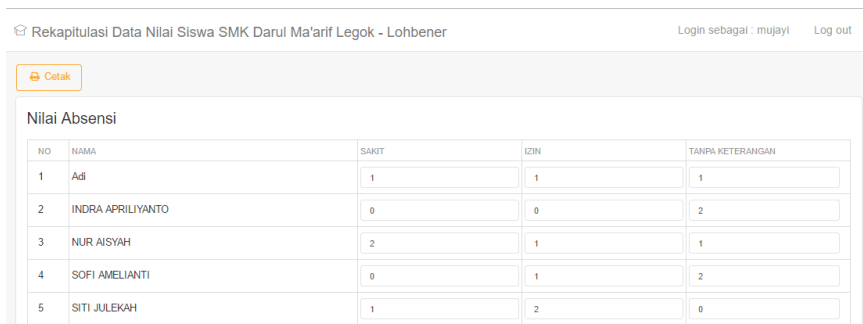 Rekapitulasi Data Nilai Siswa SMK Darul Ma'arif Legok - Lohbener Login sebagai : mujayi Log out
Cetak
Nilai Absensi
NO NAMA SAKIT IZIN TANPA KETERANGAN
1 Adi 1 1 1
2 INDRA APRILIYANTO 0 0 2
3 NUR AISYAH 2 1 1
4 SOFI AMELIANTI 0 1 2
5 SITI JULEKAH 1 2 0